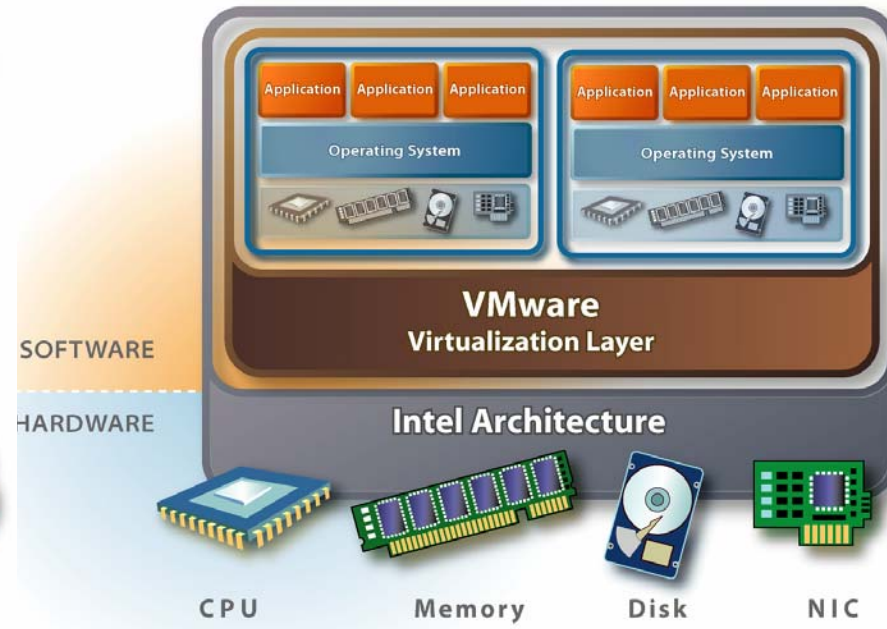 Application Application Application
Application Application Application
Operating System
Operating System
VMware
Virtualization Layer
SOFTWARE
HARDWARE
Intel Architecture
CPU Memory Disk NIC